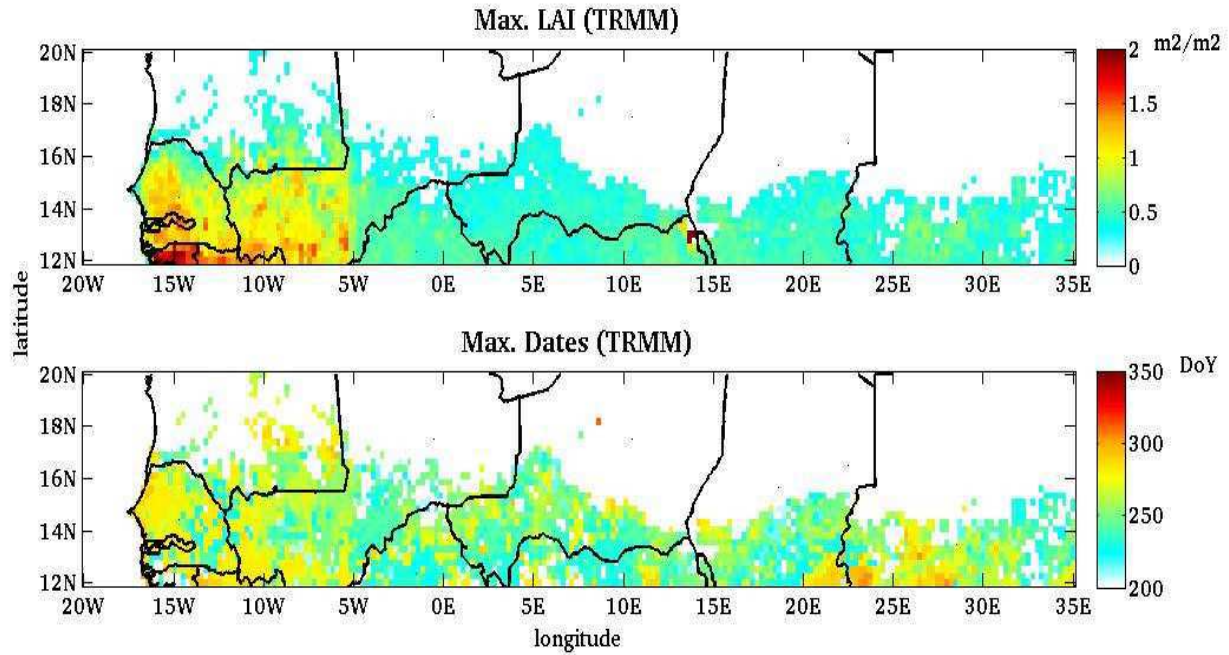 Max. LAI (TRMM)
m2/m2
20N
18N
16N
14N
12N
20W 15W 10W 5W 0E 5E 10E 15E 20E 25E 30E 35E
2
1.5
1
0.5
0
latitude
Max. Dates (TRMM)
DoY
20N
18N
16N
14N
12N
20W 15W 10W 5W 0E 5E 10E 15E 20E 25E 30E 35E
350
300
250
200
longitude